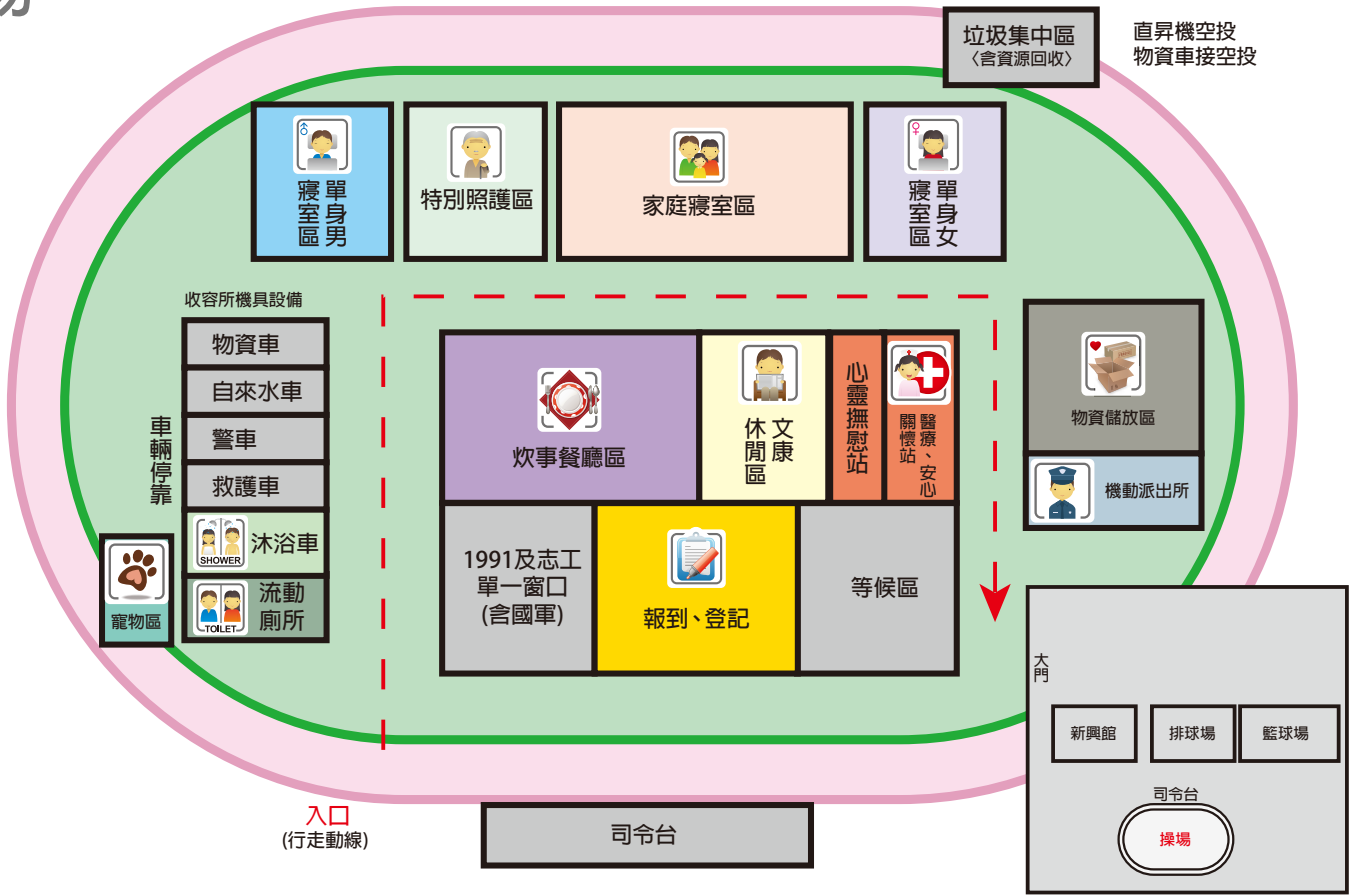 垃圾集中區
〈含資源回收〉
直昇機空投
物資車接空投
單身男
寢室區
特別照護區
家庭寢室區
單身女
寢室區
收容所機具設備
物資車
自來水車
警車
救護車
SHOWER
沐浴車
TOILET
流動
廁所
車輛停靠
寵物區
炊事餐廳區
文康
休閒區
心靈撫慰站
醫療、安心
關懷站
1991及志工
單一窗口
(含國軍)
報到、登記
等候區
物資儲放區
機動派出所
大門
新興館
排球場
籃球場
司令台
操場
入口
(行走動線)
司令台